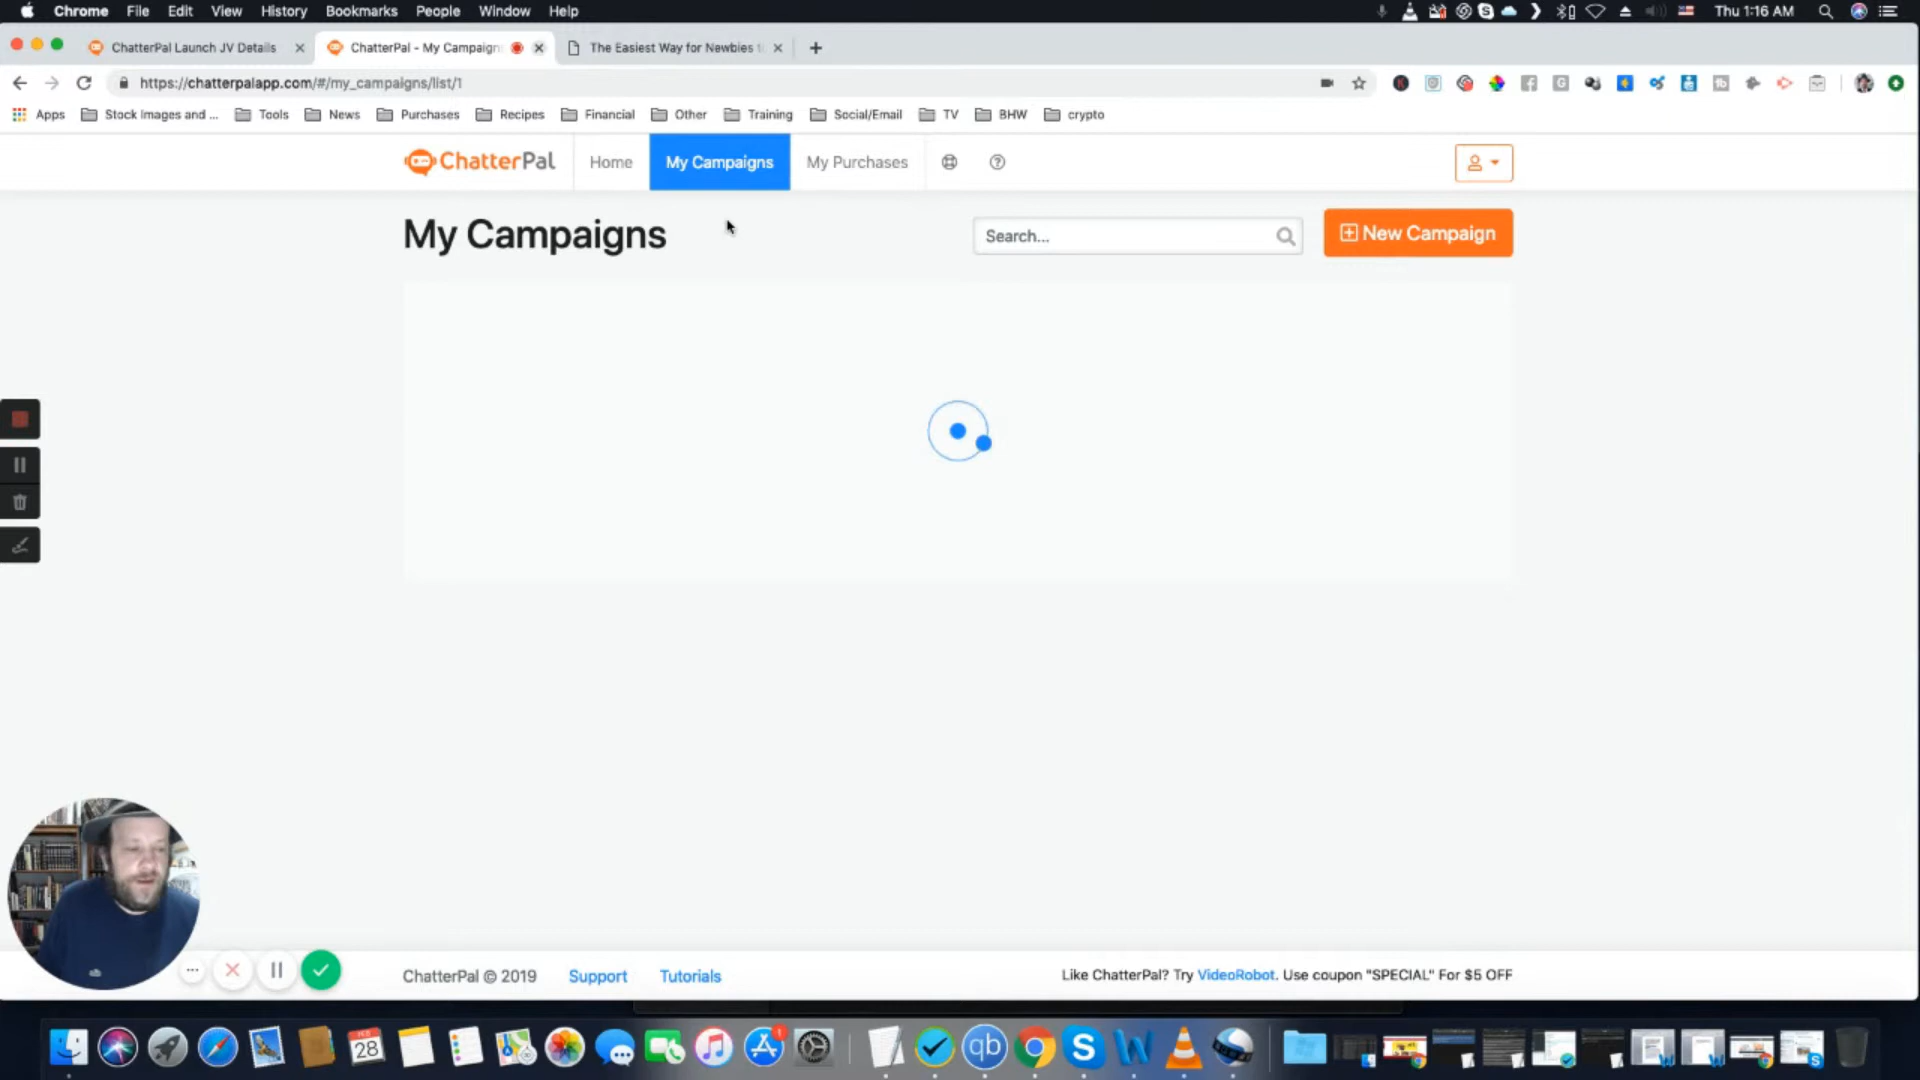 Chrome File Edit View History Bookmarks People Window Help Thu 1:16 AM
ChatterPal Launch JV Details ChatterPal - My Campaign The Easiest Way for Newbies t
https://chatterpalapp.com/#/my_campaigns/list/1
Apps Stock Images and ... Tools News Purchases Recipes Financial Other Training Social/Email TV BHW crypto
ChatterPal Home My Campaigns My Purchases
My Campaigns Search... New Campaign
ChatterPal © 2019 Support Tutorials Like ChatterPal? Try VideoRobot. Use coupon "SPECIAL" For $5 OFF
28
qb